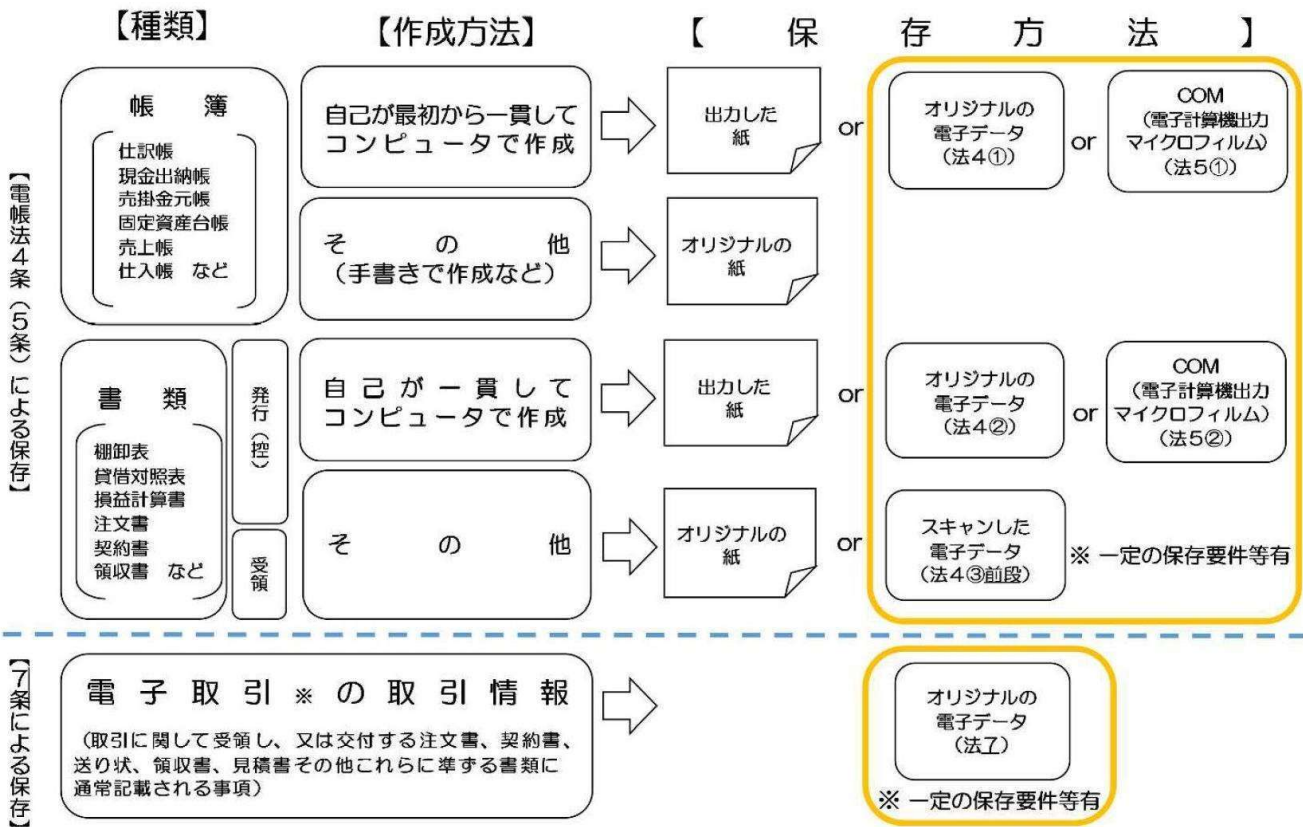 【種類】
【作成方法】
【保存方法】
【電帳法4条(5条)による保存】
帳簿
仕訳帳
現金出納帳
売掛金元帳
固定資産台帳
売上帳
仕入帳 など
自己が最初から一貫して
コンピュータで作成
出力した
紙
or
オリジナルの
電子データ
(法4①)
or
COM
(電子計算機出力
マイクロフィルム)
(法5①)
その他
(手書きで作成など)
オリジナルの
紙
書類
棚卸表
貸借対照表
損益計算書
注文書
契約書
領収書 など
発行(控)
受領
自己が一貫して
コンピュータで作成
出力した
紙
or
オリジナルの
電子データ
(法4②)
or
COM
(電子計算機出力
マイクロフィルム)
(法5②)
その他
オリジナルの
紙
or
スキャンした
電子データ
(法4③前段)
※ 一定の保存要件等有
【7条による保存】
電子取引※の取引情報
(取引に関して受領し、又は交付する注文書、契約書、
送り状、領収書、見積書その他これらに準ずる書類に
通常記載される事項)
オリジナルの
電子データ
(法7)
※ 一定の保存要件等有